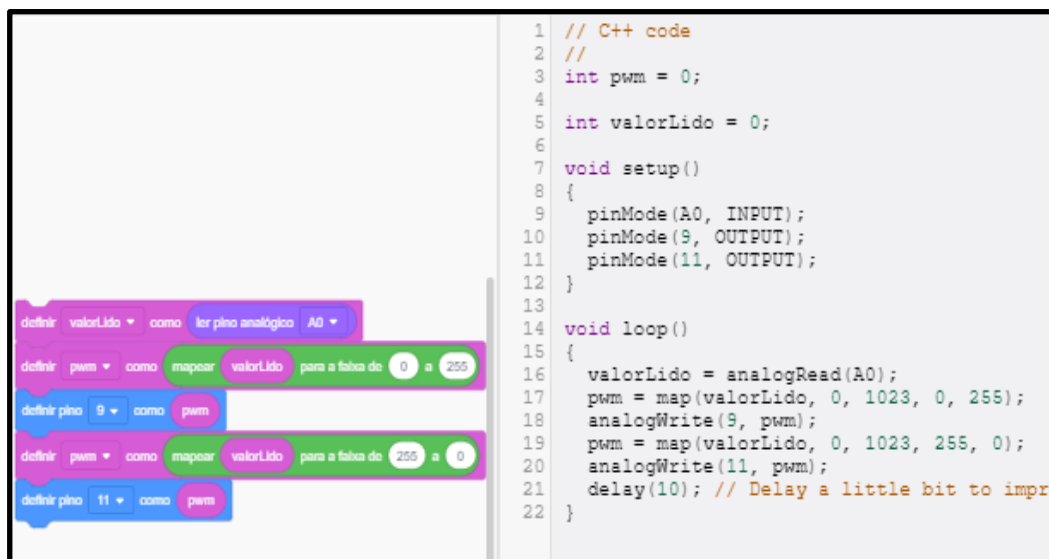 definir valorLido como ler pino analógico A0
definir pwm como mapear valorLido para a faixa de 0 a 255
definir pino 9 como pwm
definir pwm como mapear valorLido para a faixa de 255 a 0
definir pino 11 como pwm
1 // C++ code
2 //
3 int pwm = 0;
4
5 int valorLido = 0;
6
7 void setup()
8 {
9 pinMode(A0, INPUT);
10 pinMode(9, OUTPUT);
11 pinMode(11, OUTPUT);
12 }
13
14 void loop()
15 {
16 valorLido = analogRead(A0);
17 pwm = map(valorLido, 0, 1023, 0, 255);
18 analogWrite(9, pwm);
19 pwm = map(valorLido, 0, 1023, 255, 0);
20 analogWrite(11, pwm);
21 delay(10); // Delay a little bit to impr
22 }